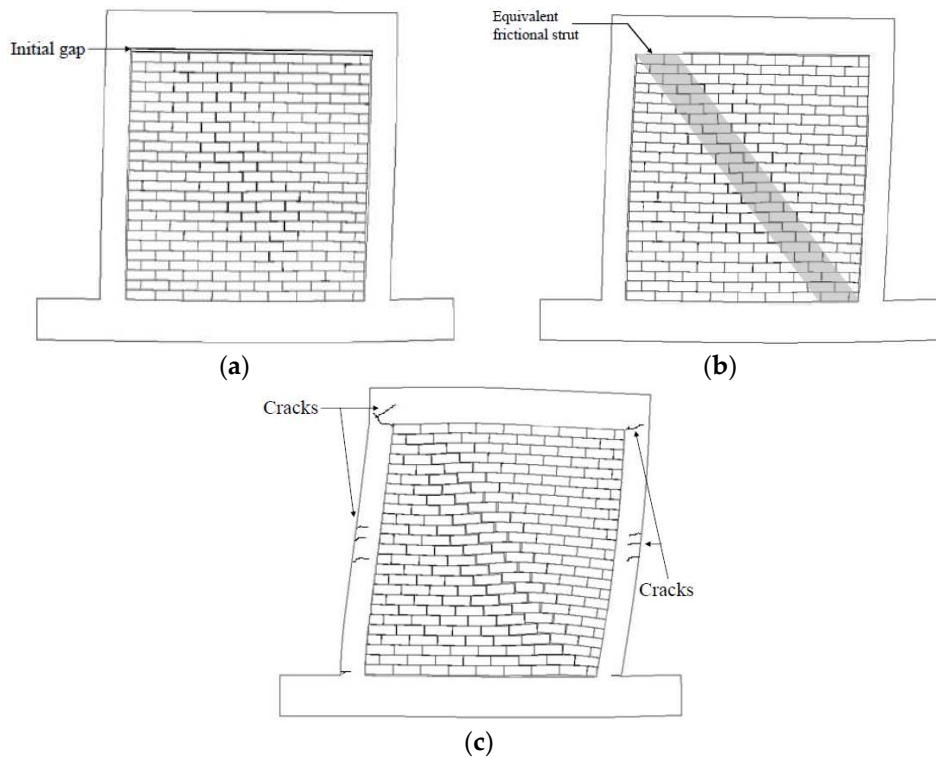 Initial gap
Equivalent
frictional strut
(a)
(b)
Cracks
Cracks
(c)